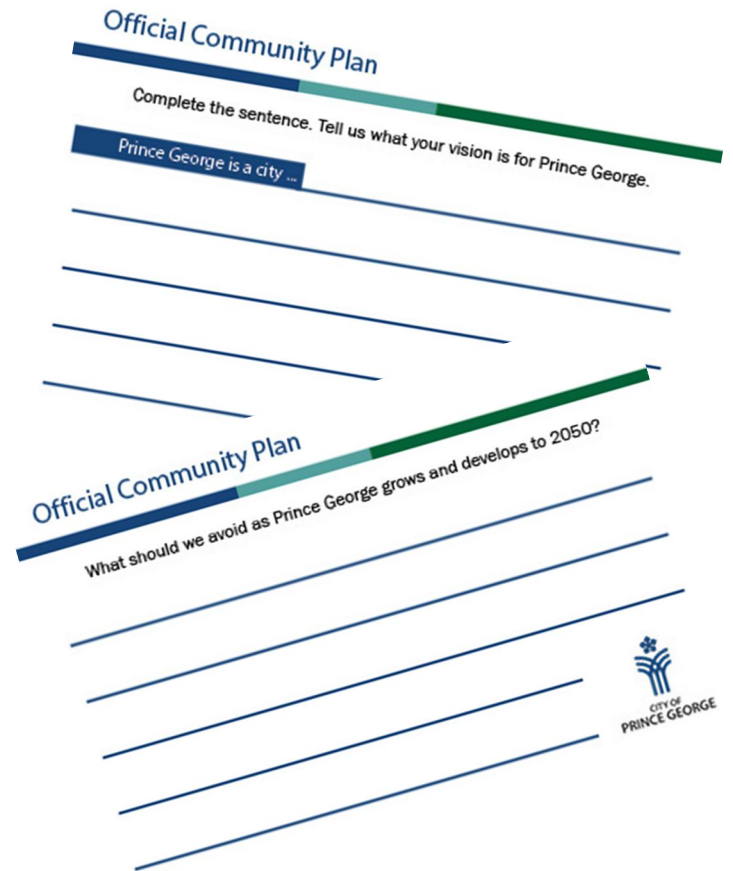 Official Community Plan
Complete the sentence. Tell us what your vision is for Prince George.
Prince George is a city ...
Official Community Plan
What should we avoid as Prince George grows and develops to 2050?
CITY OF
PRINCE GEORGE